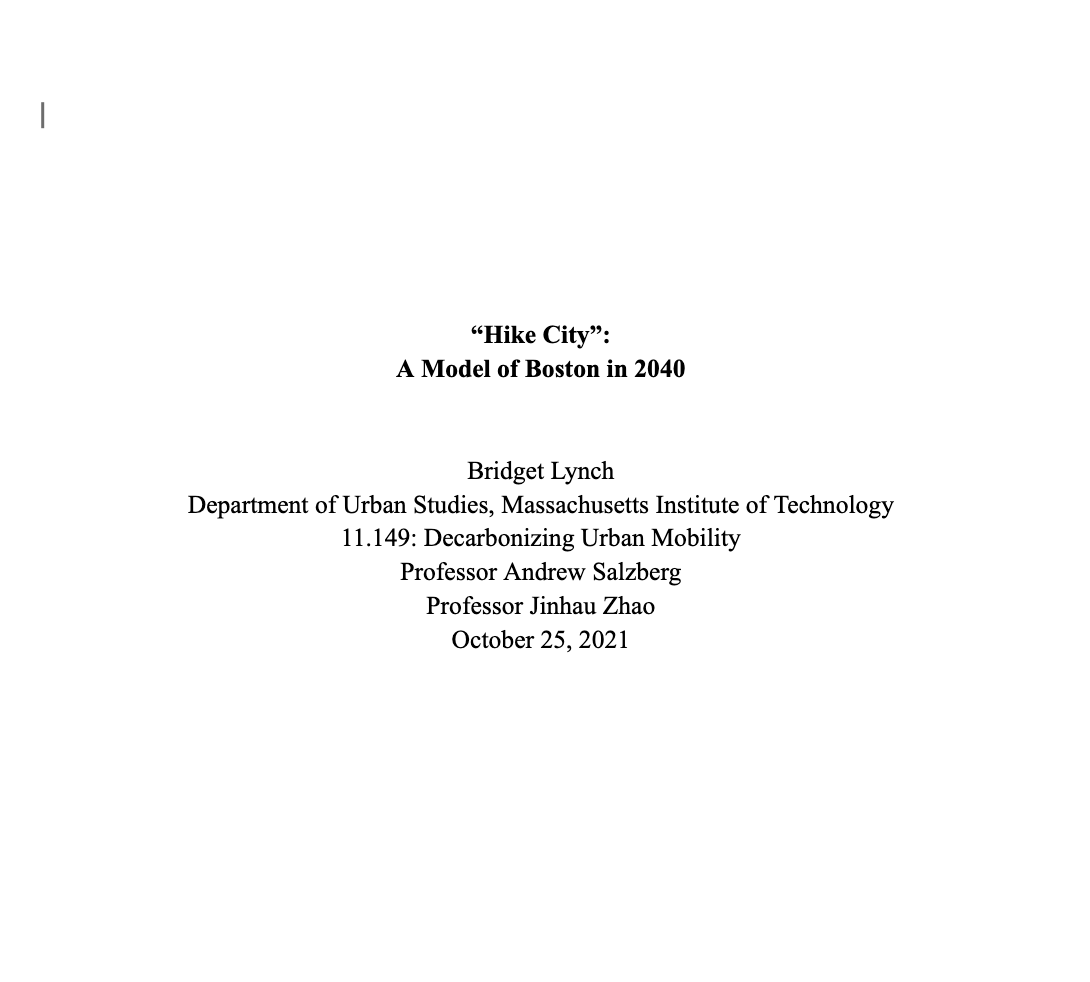 “Hike City”:
A Model of Boston in 2040
Bridget Lynch
Department of Urban Studies, Massachusetts Institute of Technology
11.149: Decarbonizing Urban Mobility
Professor Andrew Salzberg
Professor Jinhau Zhao
October 25, 2021